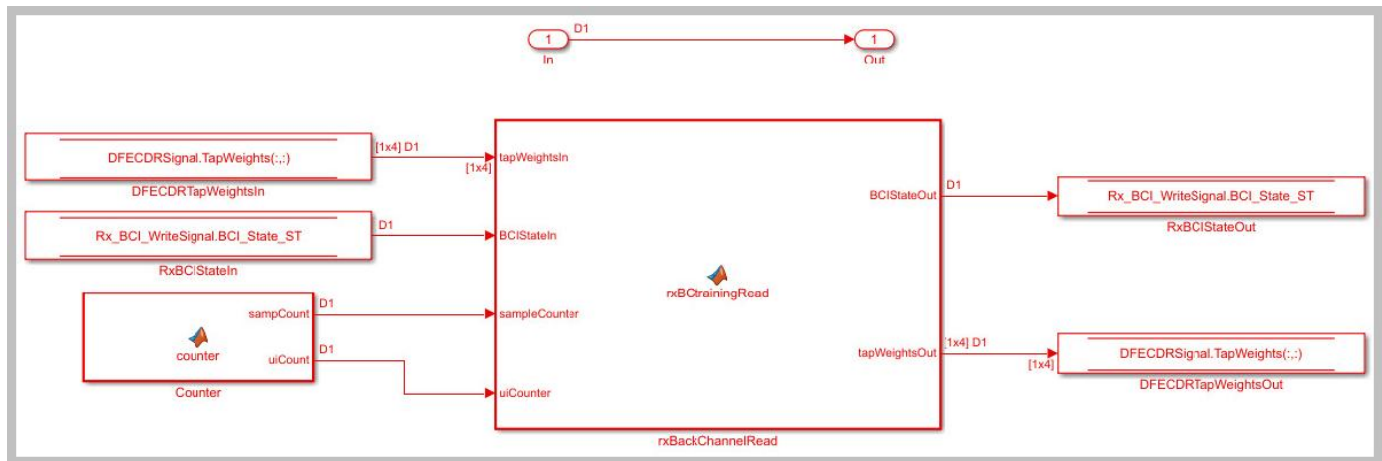 1
D1
1
In
Out
DFECDRSignal.TapWeights(:,:)
[1x4] D1
[1x4]
tapWeightsIn
DFECDRTapWeightsIn
Rx_BCI_WriteSignal.BCI_State_ST
D1
BCIStateIn
RxBCIStateIn
sampCount
D1
sampleCounter
counter
uiCount
D1
uiCounter
Counter
rxBCtrainingRead
BCIStateOut
D1
Rx_BCI_WriteSignal.BCI_State_ST
RxBCIStateOut
tapWeightsOut
[1x4] D1
[1x4]
DFECDRSignal.TapWeights(:,:)
DFECDRTapWeightsOut
rxBackChannelRead